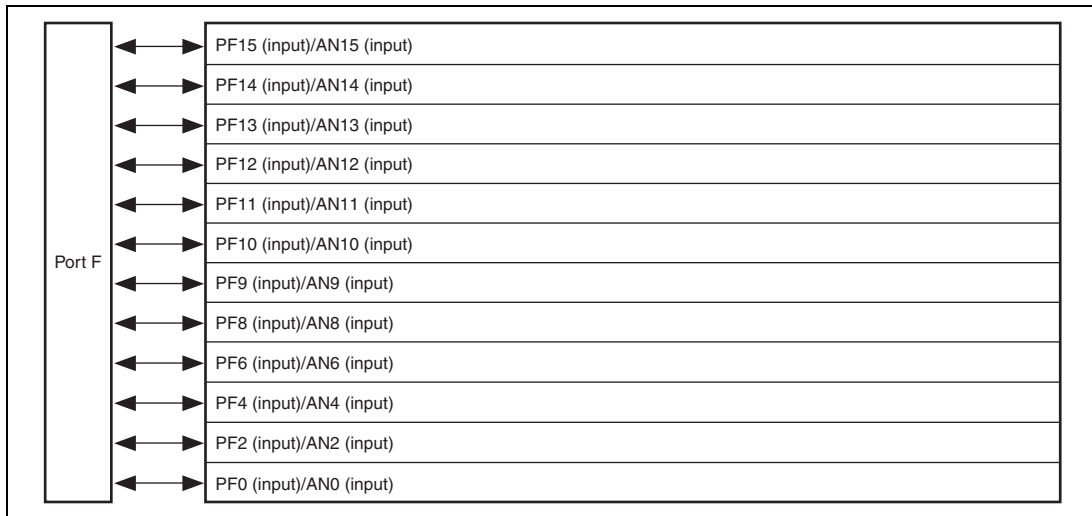 Port F
PF15 (input)/AN15 (input)
PF14 (input)/AN14 (input)
PF13 (input)/AN13 (input)
PF12 (input)/AN12 (input)
PF11 (input)/AN11 (input)
PF10 (input)/AN10 (input)
PF9 (input)/AN9 (input)
PF8 (input)/AN8 (input)
PF6 (input)/AN6 (input)
PF4 (input)/AN4 (input)
PF2 (input)/AN2 (input)
PF0 (input)/AN0 (input)